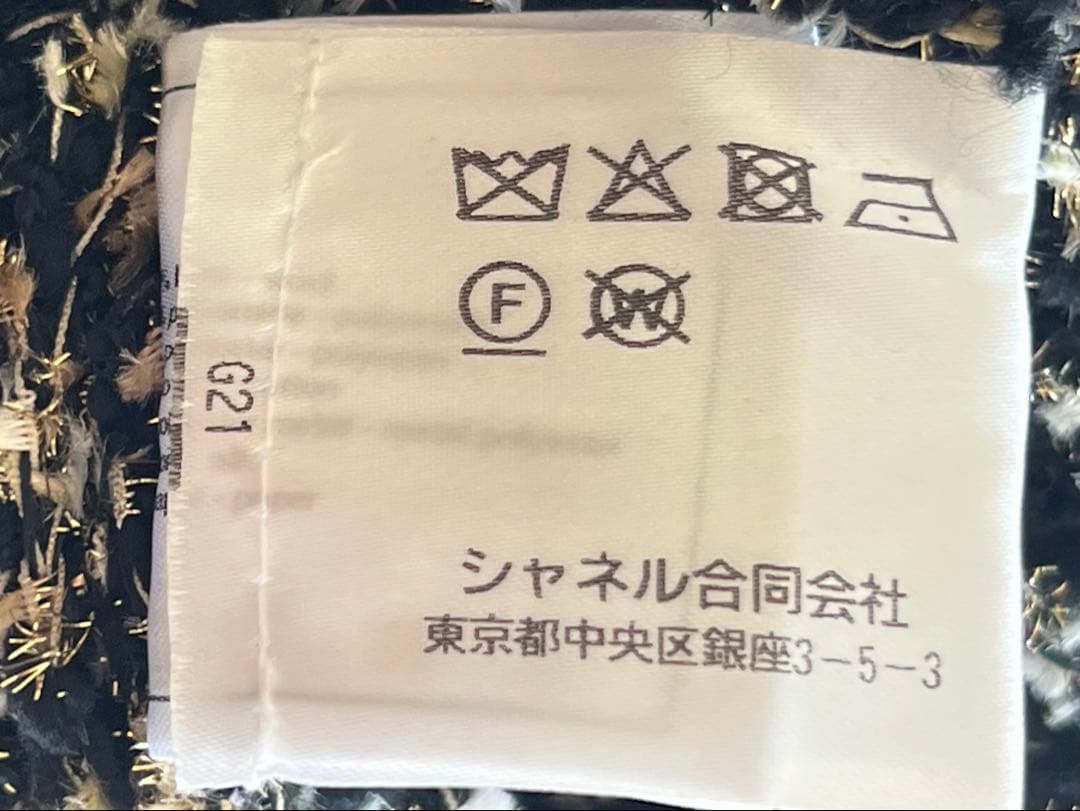 F W
G21
シャネル合同会社
東京都中央区銀座3-5-3